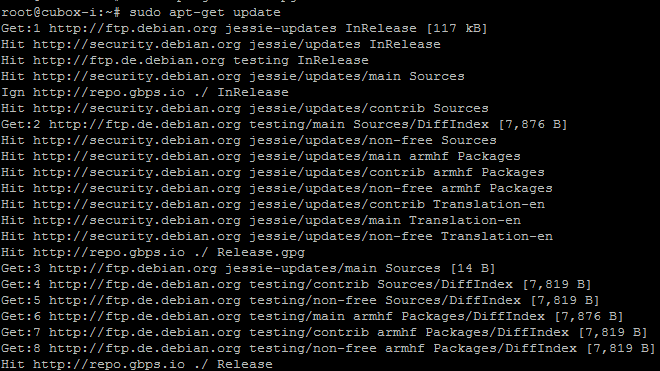 root@cubox-i:~# sudo apt-get update
Get:1 http://ftp.debian.org jessie-updates InRelease [117 kB]
Hit http://security.debian.org jessie/updates InRelease
Hit http://ftp.de.debian.org testing InRelease
Hit http://security.debian.org jessie/updates/main Sources
Ign http://repo.gbps.io ./ InRelease
Hit http://security.debian.org jessie/updates/contrib Sources
Get:2 http://ftp.de.debian.org testing/main Sources/DiffIndex [7,876 B]
Hit http://security.debian.org jessie/updates/non-free Sources
Hit http://security.debian.org jessie/updates/main armhf Packages
Hit http://security.debian.org jessie/updates/contrib armhf Packages
Hit http://security.debian.org jessie/updates/non-free armhf Packages
Hit http://security.debian.org jessie/updates/contrib Translation-en
Hit http://security.debian.org jessie/updates/main Translation-en
Hit http://security.debian.org jessie/updates/non-free Translation-en
Hit http://repo.gbps.io ./ Release.gpg
Get:3 http://ftp.debian.org jessie-updates/main Sources [14 B]
Get:4 http://ftp.de.debian.org testing/contrib Sources/DiffIndex [7,819 B]
Get:5 http://ftp.de.debian.org testing/non-free Sources/DiffIndex [7,819 B]
Get:6 http://ftp.de.debian.org testing/main armhf Packages/DiffIndex [7,876 B]
Get:7 http://ftp.de.debian.org testing/contrib armhf Packages/DiffIndex [7,819 B]
Get:8 http://ftp.de.debian.org testing/non-free armhf Packages/DiffIndex [7,819 B]
Hit http://repo.gbps.io ./ Release